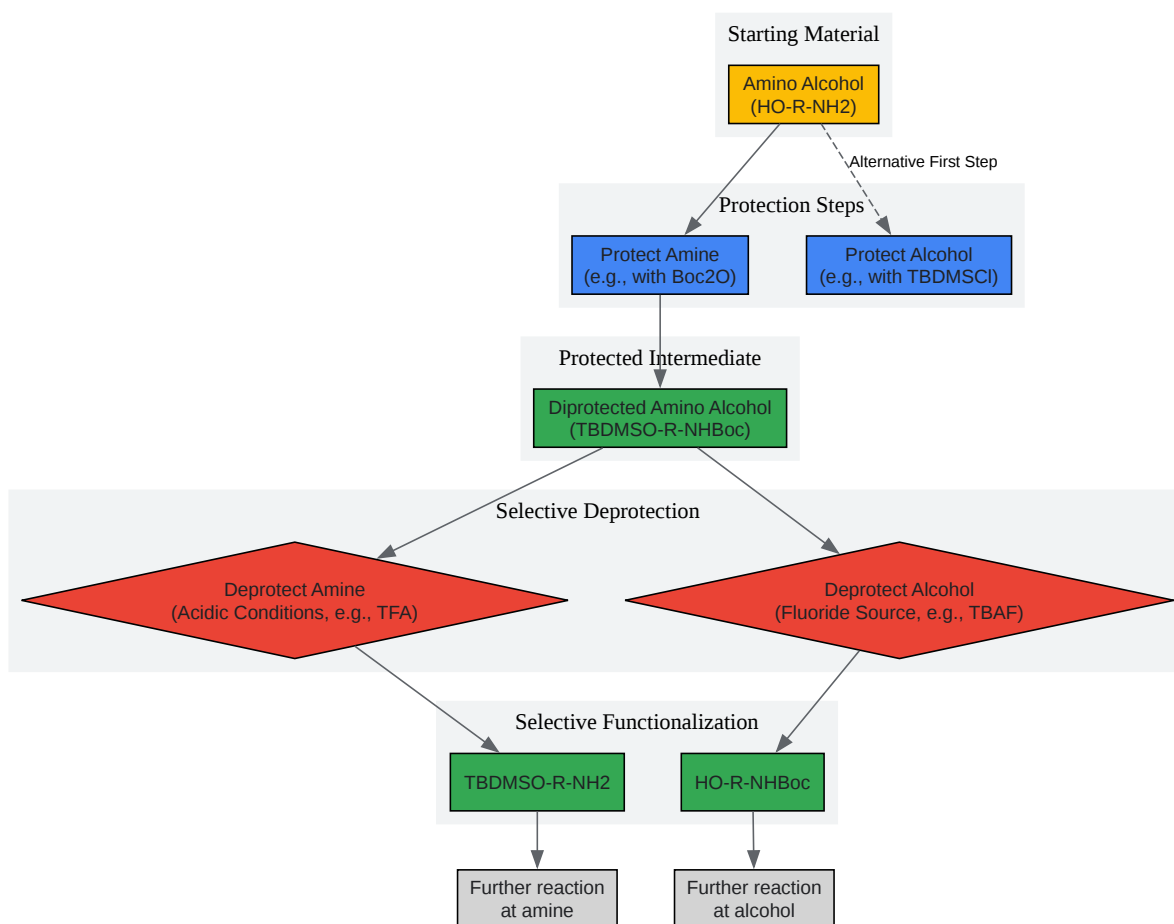 Starting Material
Amino Alcohol
(HO-R-NH2)
Alternative First Step
Protection Steps
Protect Amine
(e.g., with Boc2O)
Protect Alcohol
(e.g., with TBDMSCl)
Protected Intermediate
Diprotected Amino Alcohol
(TBDMSO-R-NHBoc)
Selective Deprotection
Deprotect Amine
(Acidic Conditions, e.g., TFA)
Deprotect Alcohol
(Fluoride Source, e.g., TBAF)
Selective Functionalization
TBDMSO-R-NH2
HO-R-NHBoc
Further reaction
at amine
Further reaction
at alcohol